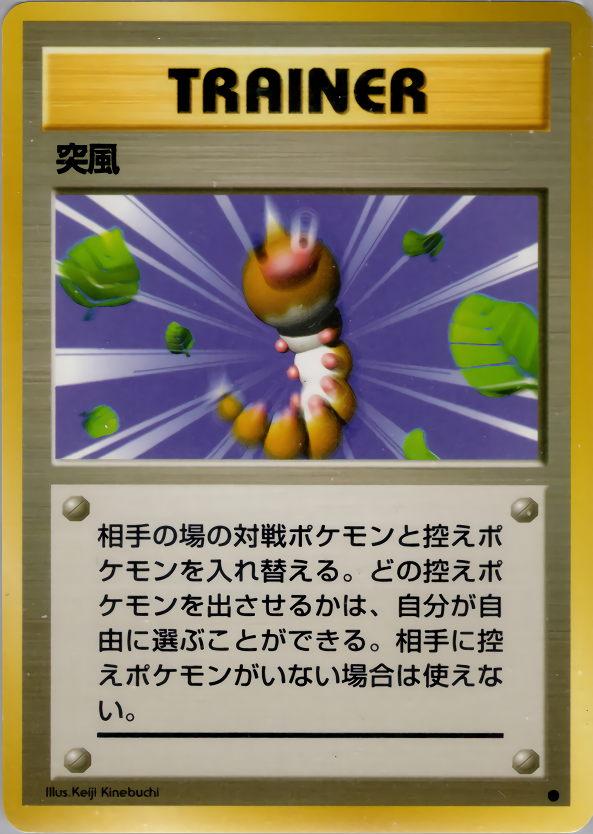 TRAINER
突風
相手の場の対戦ポケモンと控えポ
ケモンを入れ替える。どの控えポ
ケモンを出させるかは、自分が自
由に選ぶことができる。相手に控
えポケモンがいない場合は使えな
い。
Illus. Keiji Kinebuchi